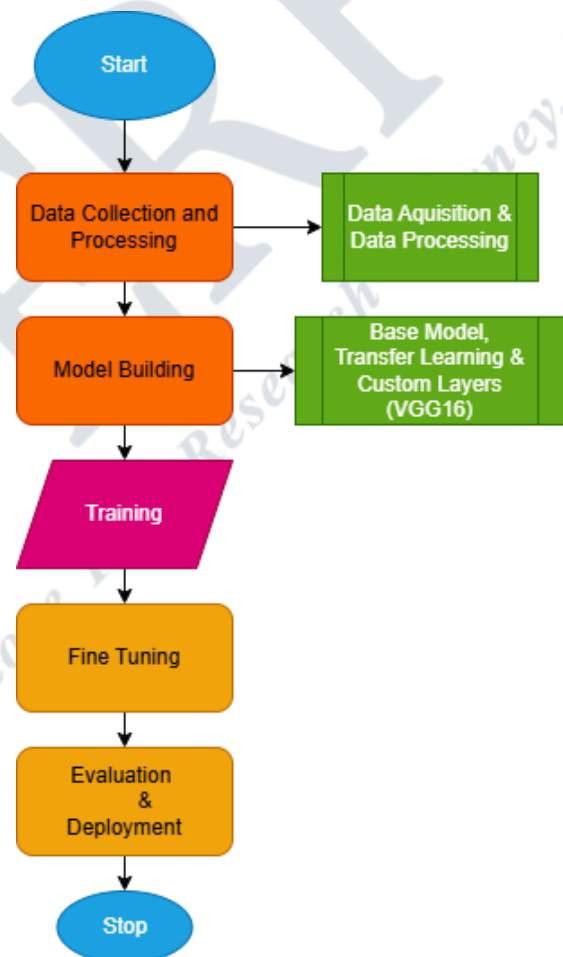 Start
Data Collection and
Processing
Data Aquisition &
Data Processing
Model Building
Base Model,
Transfer Learning &
Custom Layers
(VGG16)
Training
Fine Tuning
Evaluation
&
Deployment
Stop
Research